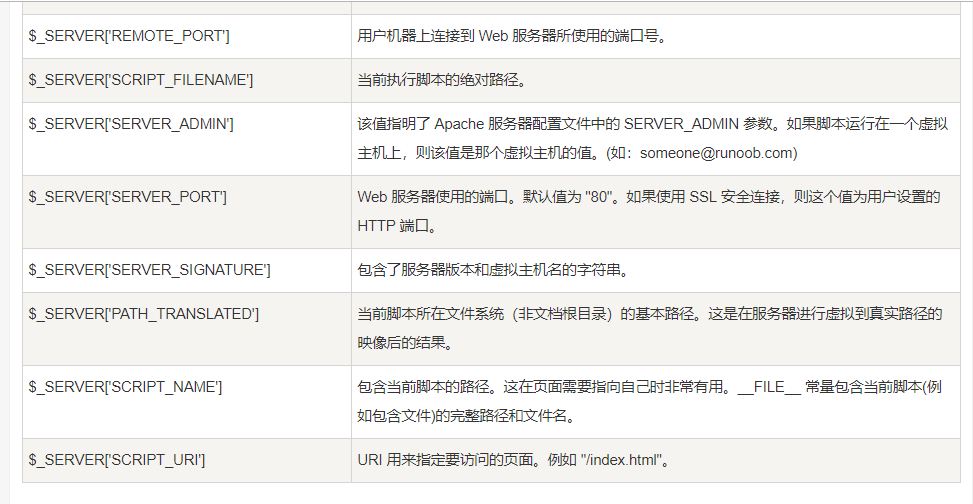 $_SERVER['REMOTE_PORT'] 用户机器上连接到 Web 服务器所使用的端口号。
$_SERVER['SCRIPT_FILENAME'] 当前执行脚本的绝对路径。
$_SERVER['SERVER_ADMIN'] 该值指明了 Apache 服务器配置文件中的 SERVER_ADMIN 参数。如果脚本运行在一个虚拟
主机上，则该值是那个虚拟主机的值。(如：someone@runoob.com)
$_SERVER['SERVER_PORT'] Web 服务器使用的端口。默认值为 "80"。如果使用 SSL 安全连接，则这个值为用户设置的
HTTP 端口。
$_SERVER['SERVER_SIGNATURE'] 包含了服务器版本和虚拟主机名的字符串。
$_SERVER['PATH_TRANSLATED'] 当前脚本所在文件系统（非文档根目录）的基本路径。这是在服务器进行虚拟到真实路径的
映像后的结果。
$_SERVER['SCRIPT_NAME'] 包含当前脚本的路径。这在页面需要指向自己时非常有用。__FILE__ 常量包含当前脚本(例
如包含文件)的完整路径和文件名。
$_SERVER['SCRIPT_URI'] URI 用来指定要访问的页面。例如 "/index.html"。